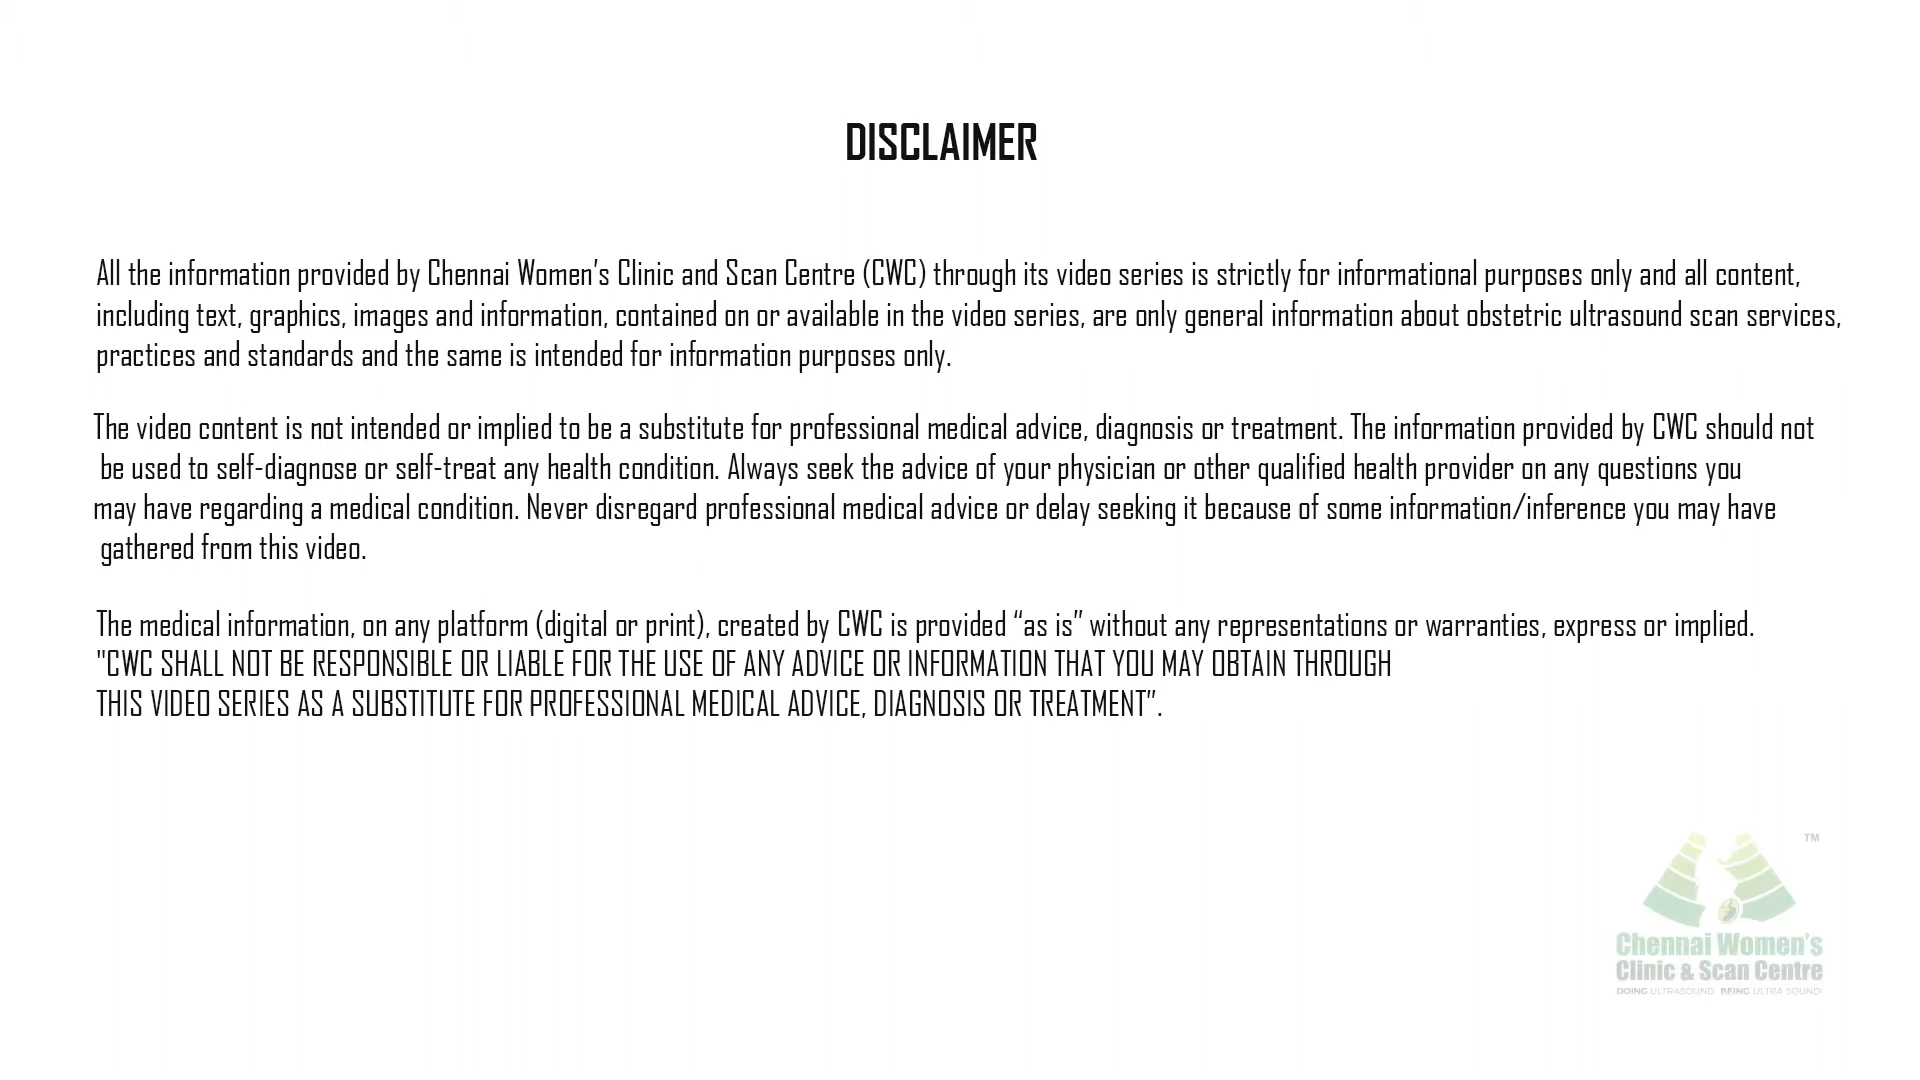 DISCLAIMER
All the information provided by Chennai Women's Clinic and Scan Centre (CWC) through its video series is strictly for informational purposes only and all content,
including text, graphics, images and information, contained on or available in the video series, are only general information about obstetric ultrasound scan services,
practices and standards and the same is intended for information purposes only.
The video content is not intended or implied to be a substitute for professional medical advice, diagnosis or treatment. The information provided by CWC should not
be used to self-diagnose or self-treat any health condition. Always seek the advice of your physician or other qualified health provider on any questions you
may have regarding a medical condition. Never disregard professional medical advice or delay seeking it because of some information/inference you may have
gathered from this video.
The medical information, on any platform (digital or print), created by CWC is provided “as is” without any representations or warranties, express or implied.
"CWC SHALL NOT BE RESPONSIBLE OR LIABLE FOR THE USE OF ANY ADVICE OR INFORMATION THAT YOU MAY OBTAIN THROUGH
THIS VIDEO SERIES AS A SUBSTITUTE FOR PROFESSIONAL MEDICAL ADVICE, DIAGNOSIS OR TREATMENT”.
TM
Chennai Women's
Clinic & Scan Centre
DOING ULTRASOUND BEING ULTRA SOUND!